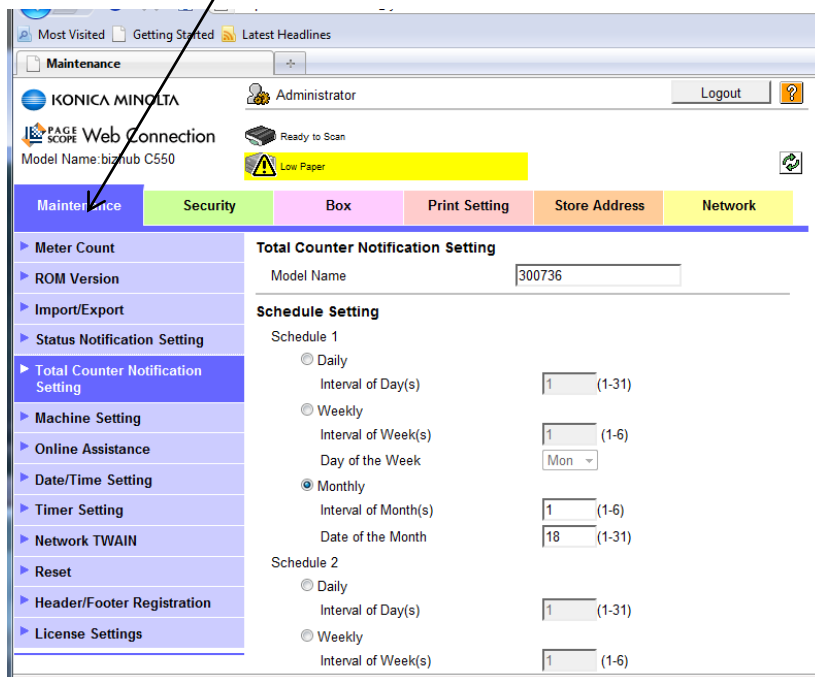 Most Visited Getting Started Latest Headlines
Maintenance
KONICA MINOLTA Administrator Logout ?
PAGE SCOPE Web Connection Ready to Scan
Model Name:bizhub C550 Low Paper
Maintenance Security Box Print Setting Store Address Network
Meter Count
ROM Version
Import/Export
Status Notification Setting
Total Counter Notification
Setting
Machine Setting
Online Assistance
Date/Time Setting
Timer Setting
Network TWAIN
Reset
Header/Footer Registration
License Settings
Total Counter Notification Setting
Model Name 300736
Schedule Setting
Schedule 1
Daily
Interval of Day(s) 1 (1-31)
Weekly
Interval of Week(s) 1 (1-6)
Day of the Week Mon
Monthly
Interval of Month(s) 1 (1-6)
Date of the Month 18 (1-31)
Schedule 2
Daily
Interval of Day(s) 1 (1-31)
Weekly
Interval of Week(s) 1 (1-6)